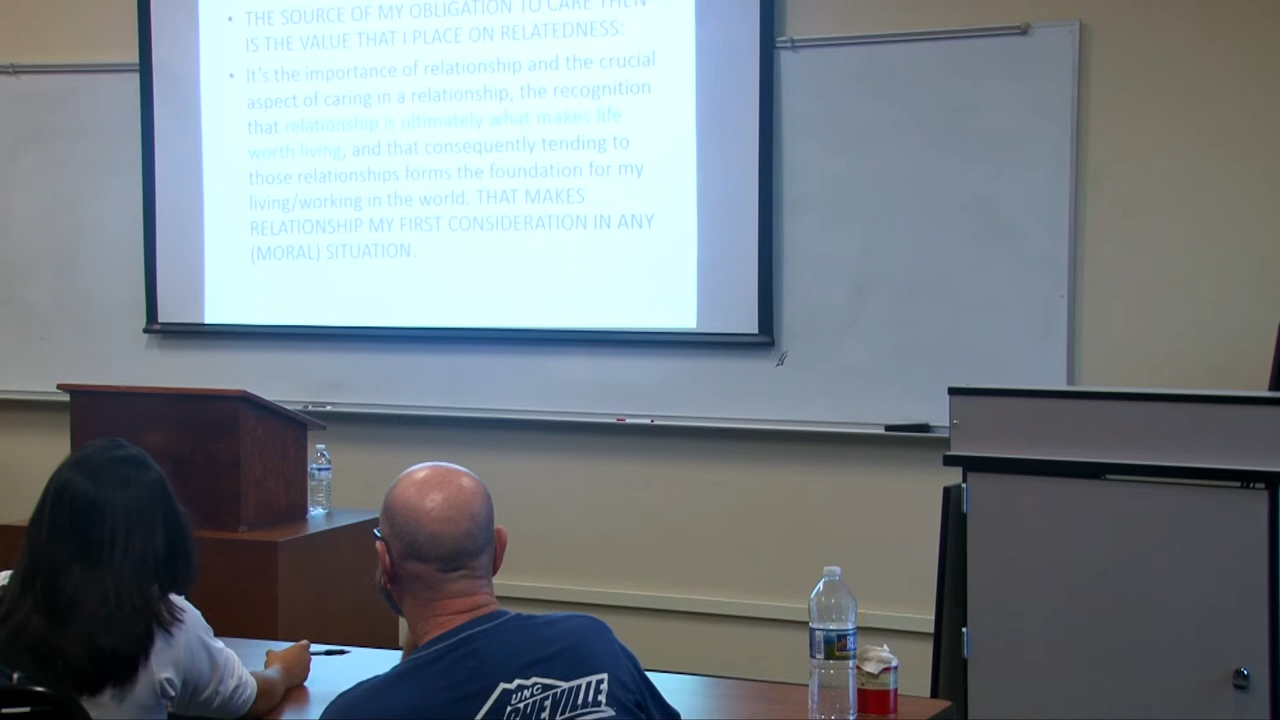 • THE SOURCE OF MY OBLIGATION TO CARE THEN
IS THE VALUE THAT I PLACE ON RELATEDNESS:
• It's the importance of relationship and the crucial
aspect of caring in a relationship, the recognition
that relationship is ultimately what makes life
worth living, and that consequently tending to
those relationships forms the foundation for my
living/working in the world. THAT MAKES
RELATIONSHIP MY FIRST CONSIDERATION IN ANY
(MORAL) SITUATION.
UNC
SHEVILLE